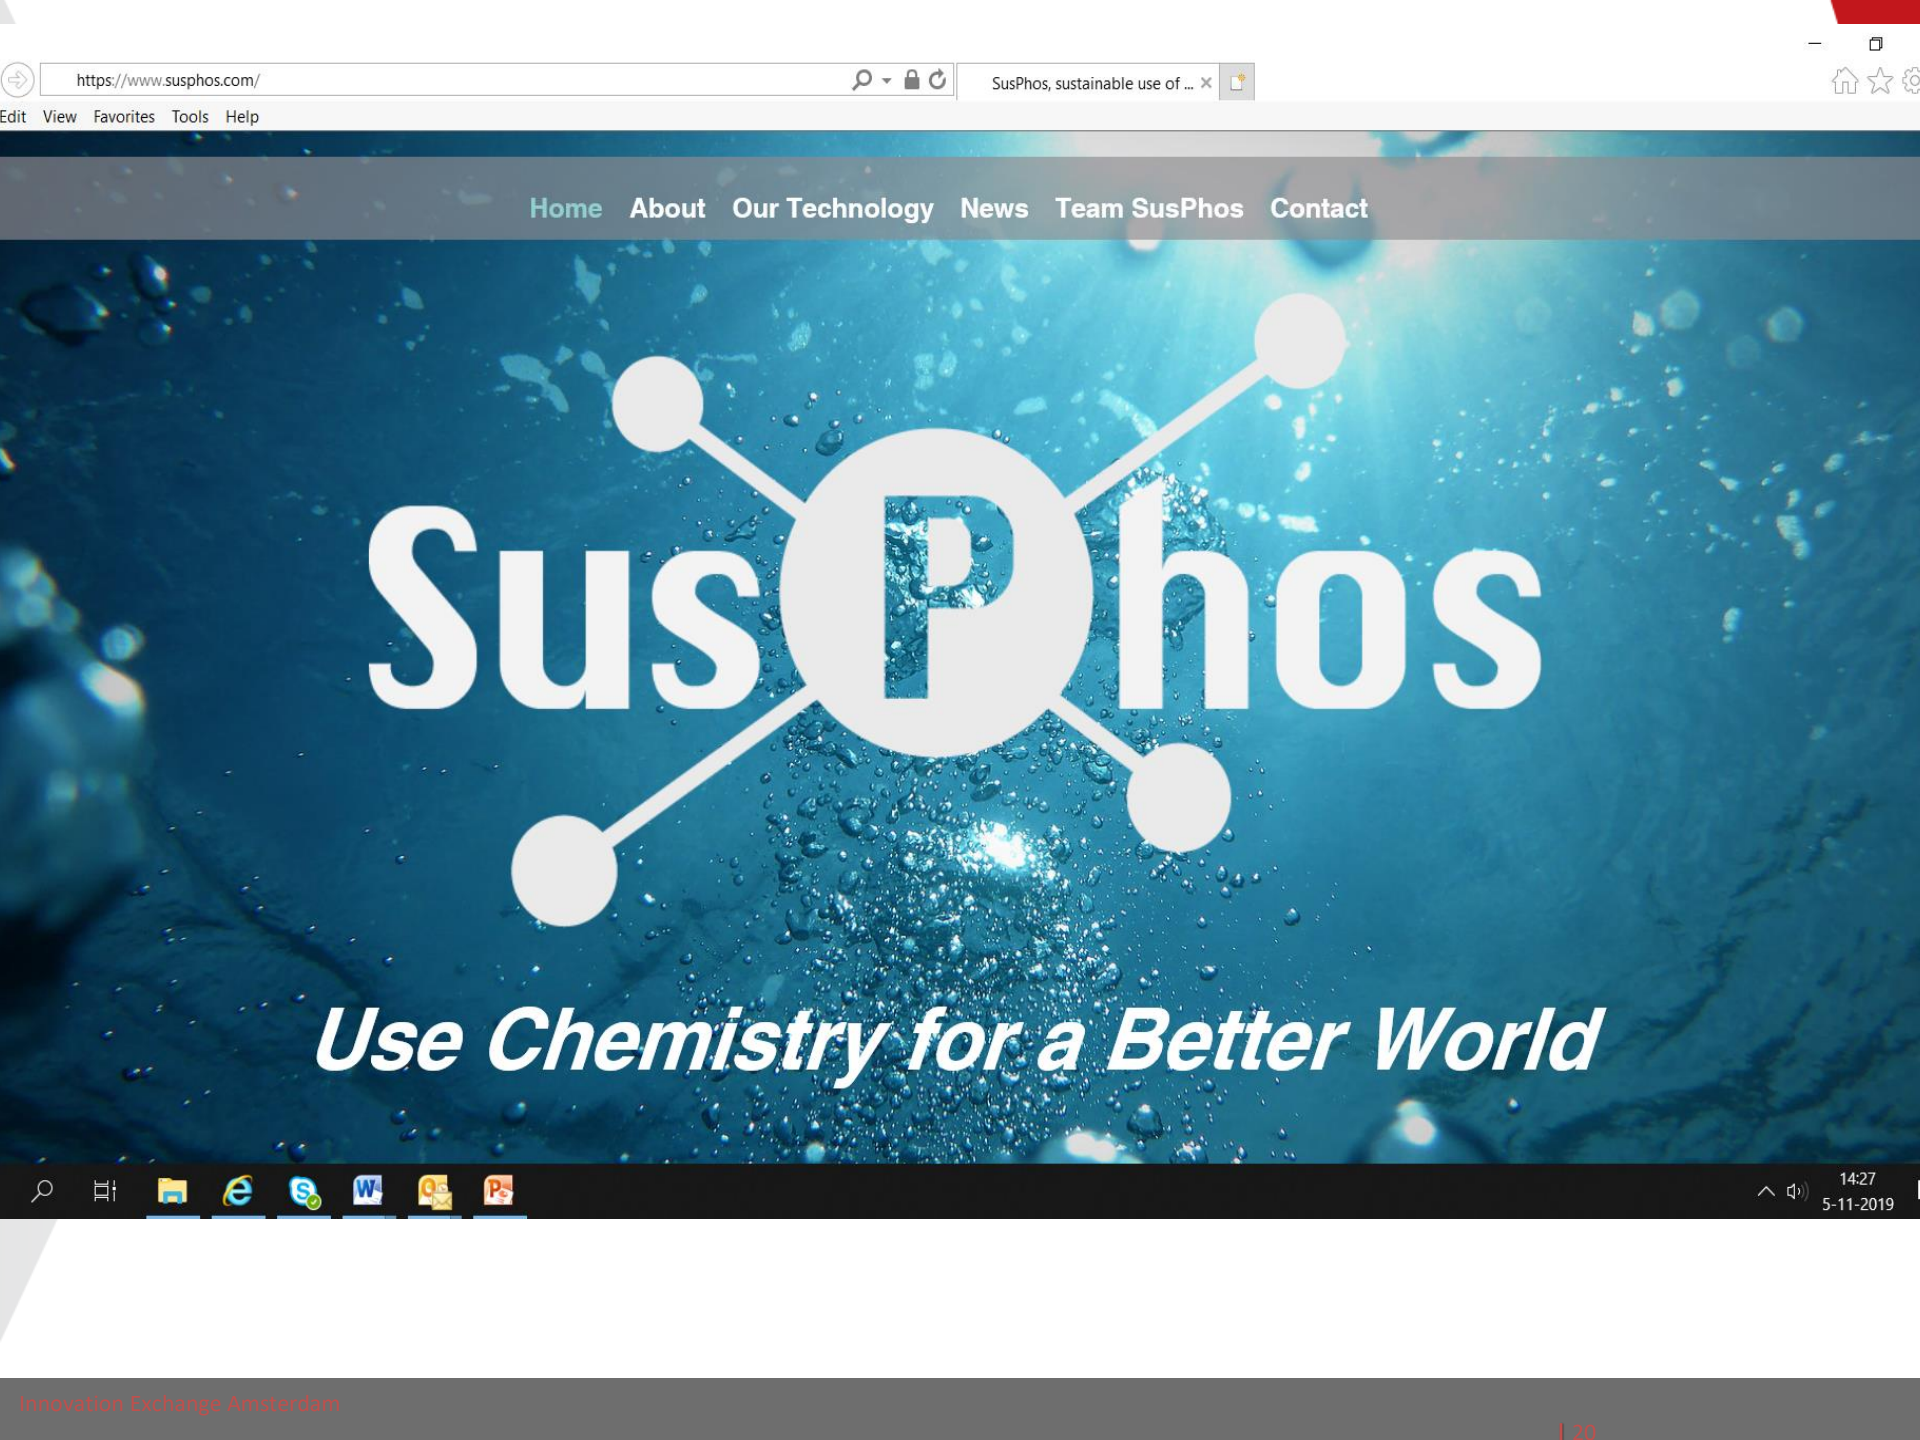 https://www.susphos.com/
SusPhos, sustainable use of ...
Edit View Favorites Tools Help
Home About Our Technology News Team SusPhos Contact
SusPhos
Use Chemistry for a Better World
14:27
5-11-2019
Innovation Exchange Amsterdam
| 20